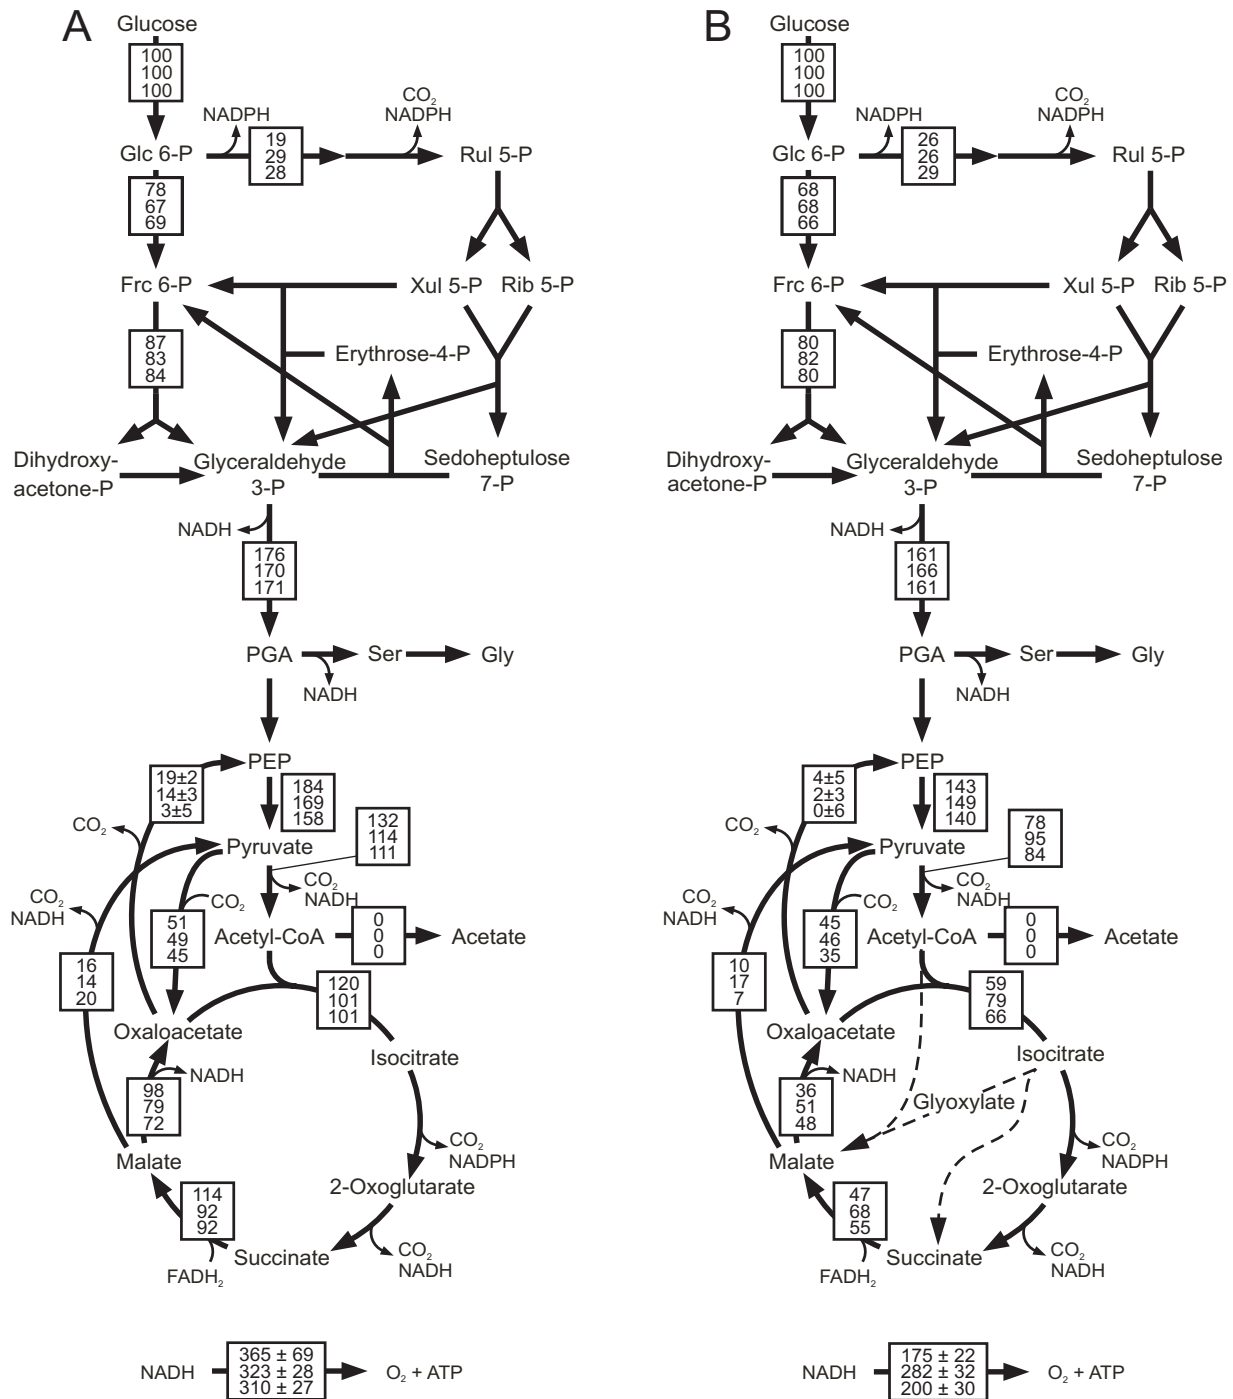 A
Glucose
100
100
100
NADPH
CO₂
NADPH
Glc 6-P
19
29
28
Rul 5-P
78
67
69
Frc 6-P
Xul 5-P
Rib 5-P
87
83
84
Erythrose-4-P
Dihydroxy-
acetone-P
Glyceraldehyde
3-P
Sedoheptulose
7-P
NADH
176
170
171
PGA
Ser
Gly
NADH
PEP
19±2
14±3
3±5
184
169
158
CO₂
132
114
111
Pyruvate
CO₂
NADH
CO₂
NADH
CO₂
51
49
45
Acetyl-CoA
0
0
0
Acetate
16
14
20
120
101
101
Oxaloacetate
Isocitrate
NADH
98
79
72
CO₂
NADPH
Malate
2-Oxoglutarate
114
92
92
Succinate
CO₂
NADH
FADH₂
NADH
365 ± 69
323 ± 28
310 ± 27
O₂ + ATP
B
Glucose
100
100
100
NADPH
CO₂
NADPH
Glc 6-P
26
26
29
Rul 5-P
68
68
66
Frc 6-P
Xul 5-P
Rib 5-P
80
82
80
Erythrose-4-P
Dihydroxy-
acetone-P
Glyceraldehyde
3-P
Sedoheptulose
7-P
NADH
161
166
161
PGA
Ser
Gly
NADH
PEP
4±5
2±3
0±6
143
149
140
CO₂
78
95
84
Pyruvate
CO₂
NADH
CO₂
NADH
CO₂
45
46
35
Acetyl-CoA
0
0
0
Acetate
10
17
7
59
79
66
Oxaloacetate
Isocitrate
NADH
36
51
48
Glyoxylate
CO₂
NADPH
Malate
2-Oxoglutarate
47
68
55
Succinate
CO₂
NADH
FADH₂
NADH
175 ± 22
282 ± 32
200 ± 30
O₂ + ATP